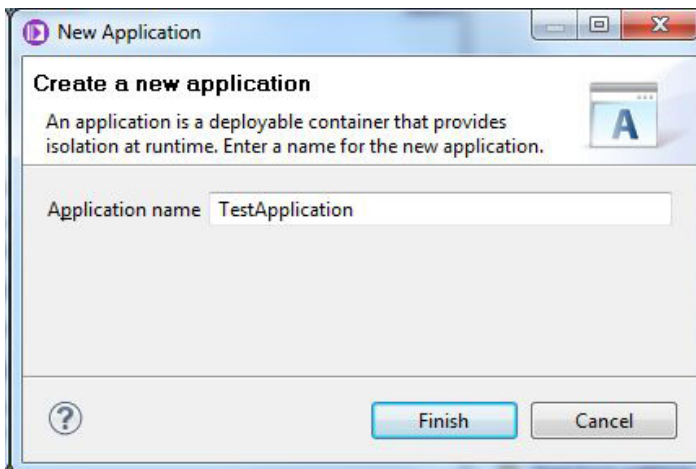 New Application
Create a new application
An application is a deployable container that provides
isolation at runtime. Enter a name for the new application.
A
Application name TestApplication
?
Finish Cancel